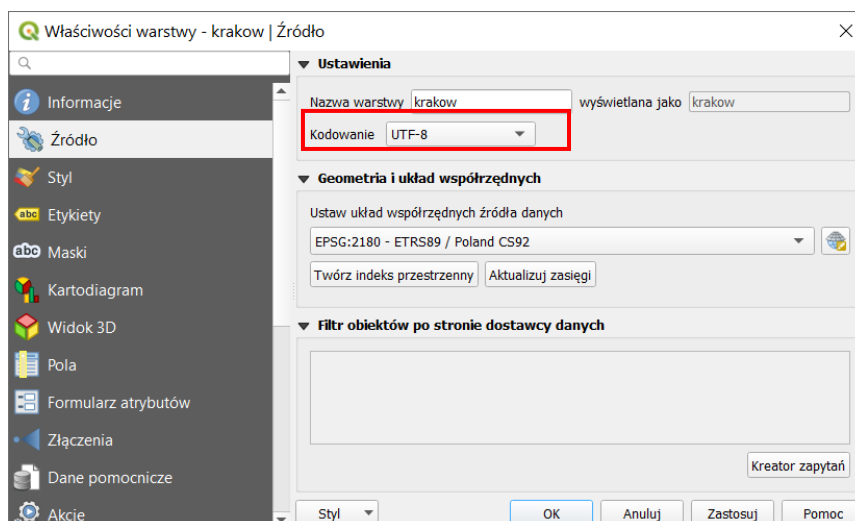 Właściwości warstwy - krakow | Źródło
Informacje
Źródło
Styl
abc Etykiety
abc Maski
Kartodiagram
Widok 3D
Pola
Formularz atrybutów
Złączenia
Dane pomocnicze
Akcje
Ustawienia
Nazwa warstwy krakow wyświetlana jako krakow
Kodowanie UTF-8
Geometria i układ współrzędnych
Ustaw układ współrzędnych źródła danych
EPSG:2180 - ETRS89 / Poland CS92
Twórz indeks przestrzenny Aktualizuj zasięgi
Filtr obiektów po stronie dostawcy danych
Kreator zapytań
Styl OK Anuluj Zastosuj Pomoc